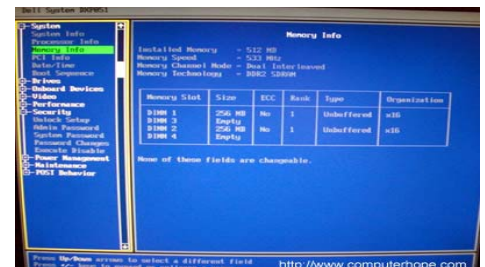 Dell System DXP051
System
System Info
Processor Info
Memory Info
PCI Info
Date/Time
Boot Sequence
Drives
Onboard Devices
Video
Performance
Security
Unlock Setup
Admin Password
System Password
Password Changes
Execute Disable
Power Management
Maintenance
POST Behavior
Memory Info
Installed Memory = 512 MB
Memory Speed = 533 MHz
Memory Channel Mode = Dual Interleaved
Memory Technology = DDR2 SDRAM
Memory Slot Size ECC Rank Type Organization
DIMM 1 256 MB No 1 Unbuffered x16
DIMM 3 Empty
DIMM 2 256 MB No 1 Unbuffered x16
DIMM 4 Empty
None of these fields are changeable.
Press Up/Down arrows to select a different field
http://www.computerhope.com